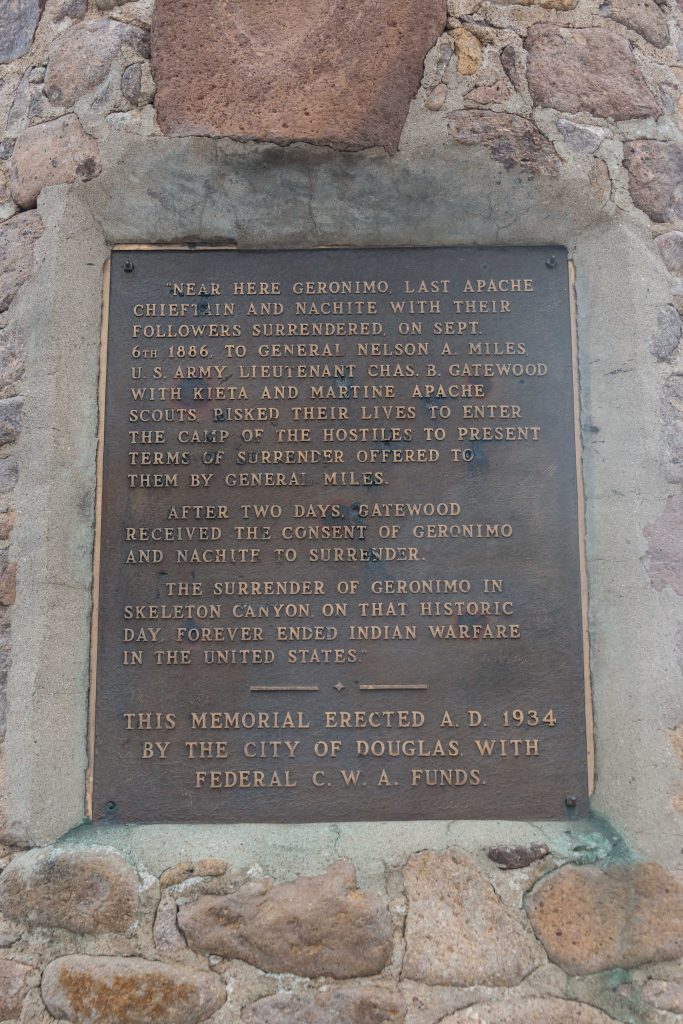 "NEAR HERE GERONIMO, LAST APACHE
CHIEFTAIN AND NACHITE WITH THEIR
FOLLOWERS SURRENDERED, ON SEPT.
6TH 1886, TO GENERAL NELSON A. MILES,
U. S. ARMY. LIEUTENANT CHAS. B. GATEWOOD
WITH KIETA AND MARTINE APACHE
SCOUTS, RISKED THEIR LIVES TO ENTER
THE CAMP OF THE HOSTILES TO PRESENT
TERMS OF SURRENDER OFFERED TO
THEM BY GENERAL MILES.
AFTER TWO DAYS, GATEWOOD
RECEIVED THE CONSENT OF GERONIMO
AND NACHITE TO SURRENDER.
THE SURRENDER OF GERONIMO IN
SKELETON CANYON, ON THAT HISTORIC
DAY, FOREVER ENDED INDIAN WARFARE
IN THE UNITED STATES."
THIS MEMORIAL ERECTED A. D. 1934
BY THE CITY OF DOUGLAS, WITH
FEDERAL C. W. A. FUNDS.